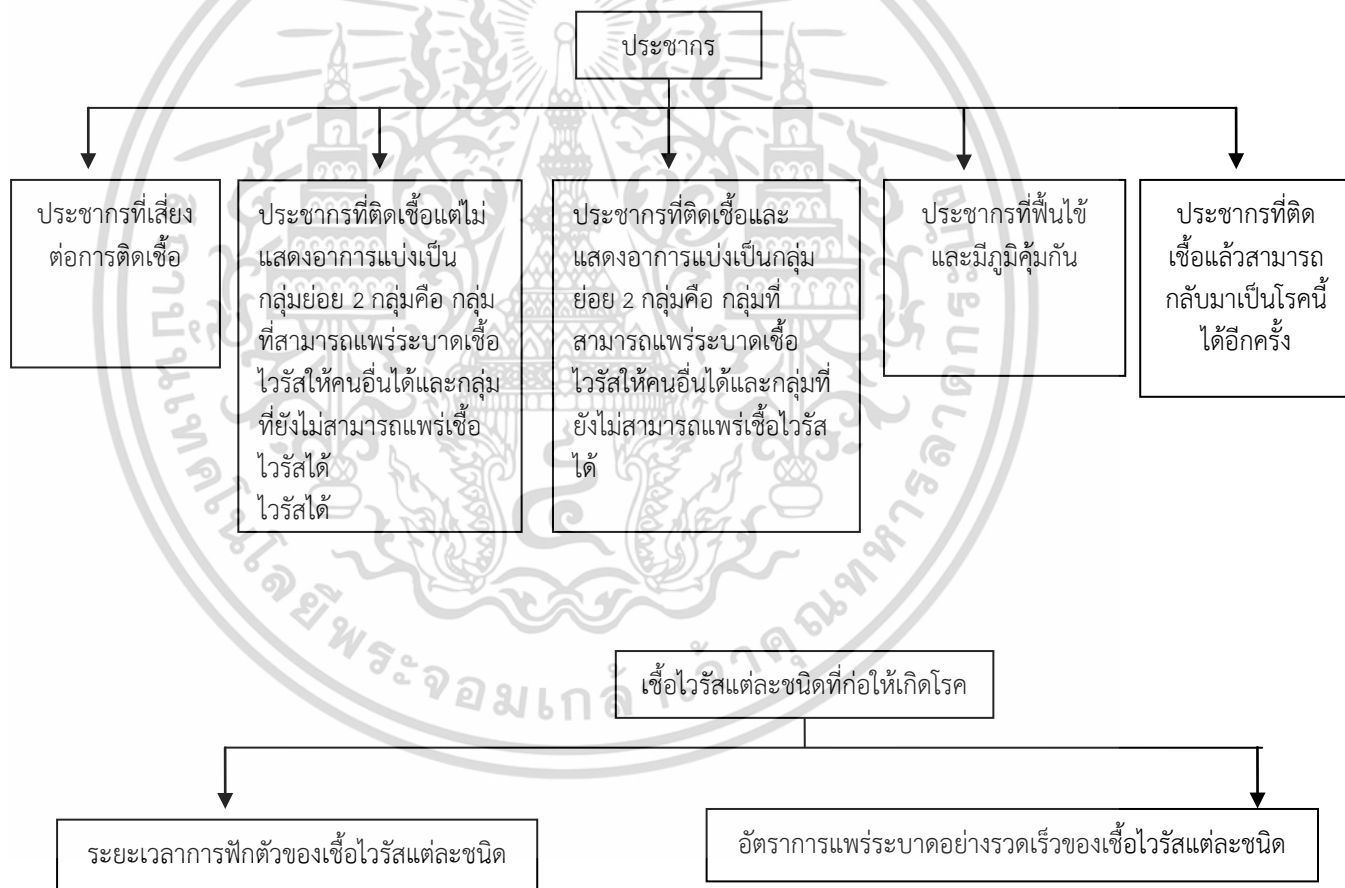 ประชากร
ประชากรที่เสี่ยง
ต่อการติดเชื้อ
ประชากรที่ติดเชื้อแต่ไม่
แสดงอาการแบ่งเป็น
กลุ่มย่อย 2 กลุ่มคือ กลุ่ม
ที่สามารถแพร่ระบาดเชื้อ
ไวรัสให้คนอื่นได้และกลุ่ม
ที่ยังไม่สามารถแพร่เชื้อ
ไวรัสได้
ไวรัสได้
ประชากรที่ติดเชื้อและ
แสดงอาการแบ่งเป็นกลุ่ม
ย่อย 2 กลุ่มคือ กลุ่มที่
สามารถแพร่ระบาดเชื้อ
ไวรัสให้คนอื่นได้และกลุ่มที่
ยังไม่สามารถแพร่เชื้อไวรัส
ได้
ประชากรที่ฟื้นไข้
และมีภูมิคุ้มกัน
ประชากรที่ติด
เชื้อแล้วสามารถ
กลับมาเป็นโรคนี้
ได้อีกครั้ง
เชื้อไวรัสแต่ละชนิดที่ก่อให้เกิดโรค
ระยะเวลาการฟักตัวของเชื้อไวรัสแต่ละชนิด
อัตราการแพร่ระบาดอย่างรวดเร็วของเชื้อไวรัสแต่ละชนิด